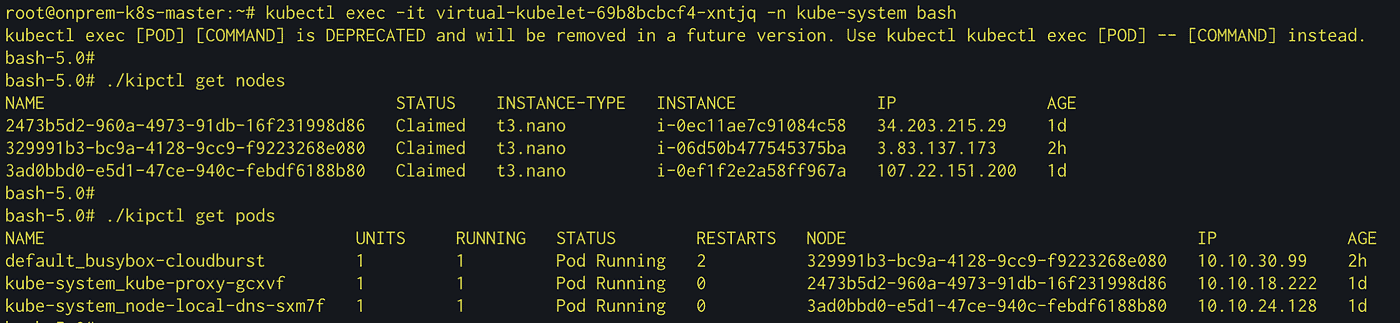 root@onprem-k8s-master:~# kubectl exec -it virtual-kubelet-69b8bcbcf4-xntjq -n kube-system bash
kubectl exec [POD] [COMMAND] is DEPRECATED and will be removed in a future version. Use kubectl kubectl exec [POD] -- [COMMAND] instead.
bash-5.0#
bash-5.0# ./kipctl get nodes
NAME STATUS INSTANCE-TYPE INSTANCE IP AGE
2473b5d2-960a-4973-91db-16f231998d86 Claimed t3.nano i-0ec11ae7c91084c58 34.203.215.29 1d
329991b3-bc9a-4128-9cc9-f9223268e080 Claimed t3.nano i-06d50b477545375ba 3.83.137.173 2h
3ad0bbd0-e5d1-47ce-940c-febdf6188b80 Claimed t3.nano i-0ef1f2e2a58ff967a 107.22.151.200 1d
bash-5.0#
bash-5.0# ./kipctl get pods
NAME UNITS RUNNING STATUS RESTARTS NODE IP AGE
default_busybox-cloudburst 1 1 Pod Running 2 329991b3-bc9a-4128-9cc9-f9223268e080 10.10.30.99 2h
kube-system_kube-proxy-gcxvf 1 1 Pod Running 0 2473b5d2-960a-4973-91db-16f231998d86 10.10.18.222 1d
kube-system_node-local-dns-sxm7f 1 1 Pod Running 0 3ad0bbd0-e5d1-47ce-940c-febdf6188b80 10.10.24.128 1d